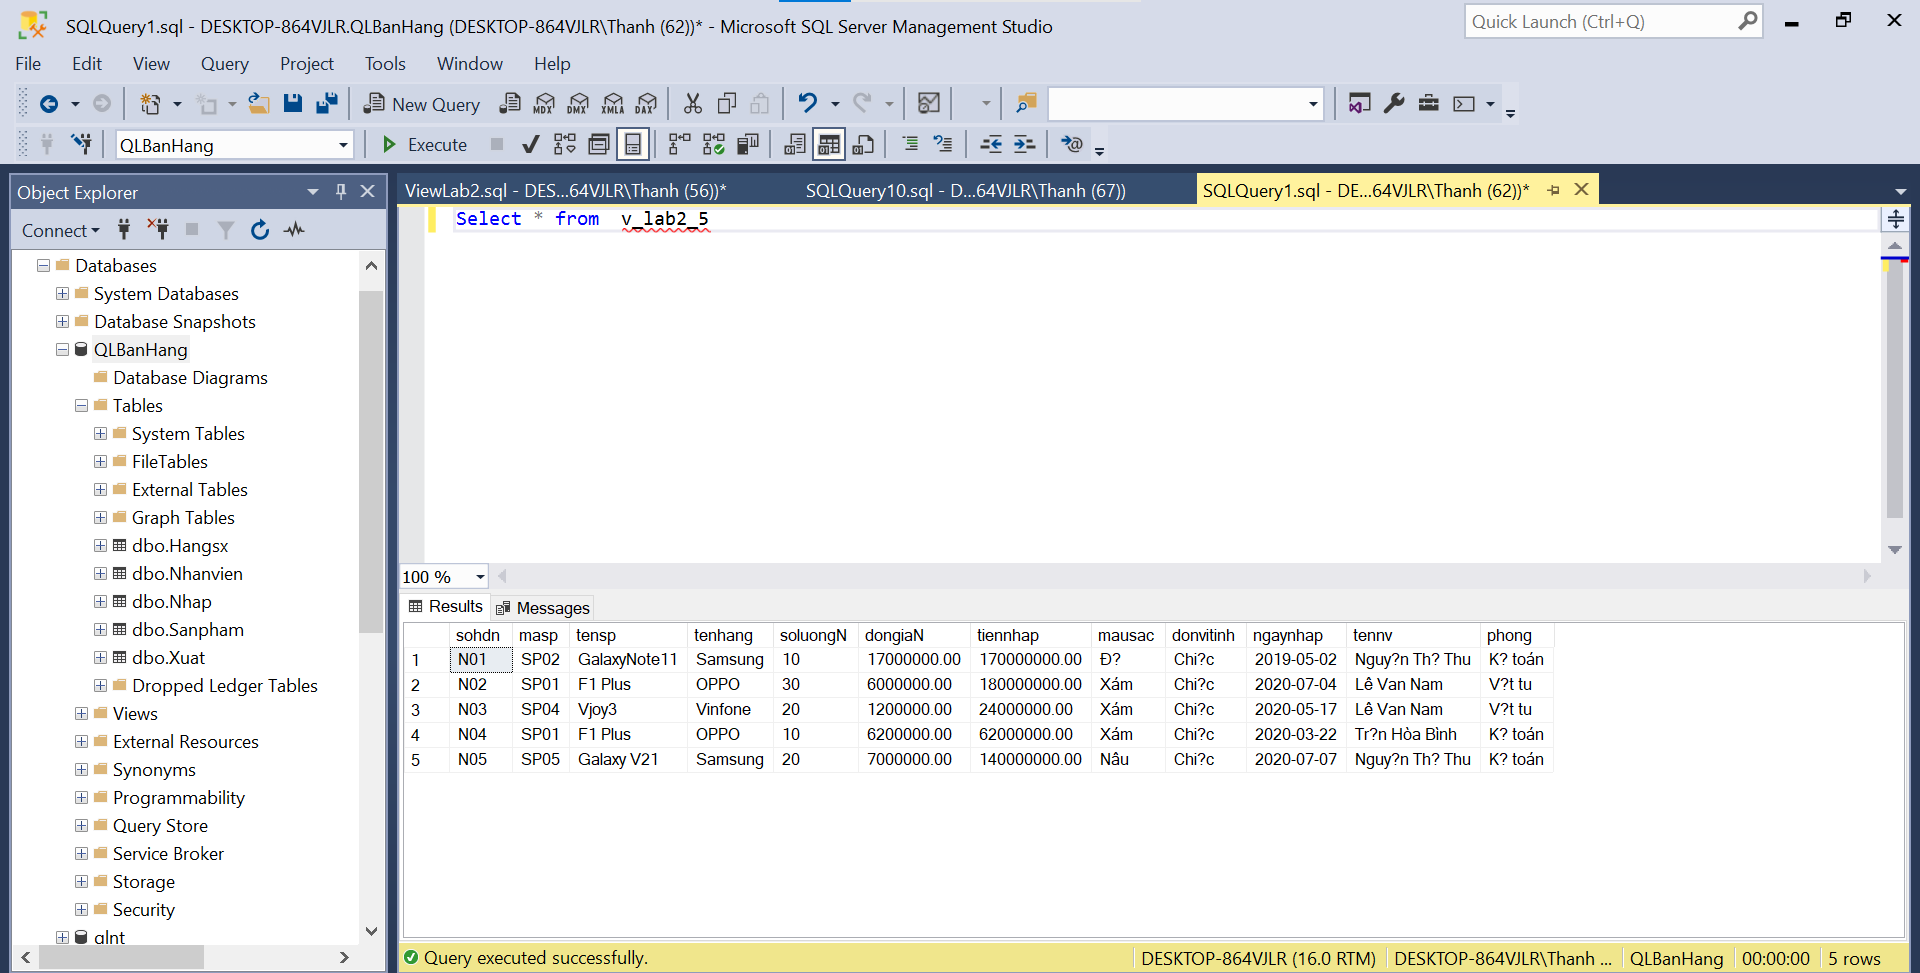 SQLQuery1.sql - DESKTOP-864VJLR.QLBanHang (DESKTOP-864VJLR\Thanh (62))* - Microsoft SQL Server Management Studio
Quick Launch (Ctrl+Q)
File Edit View Query Project Tools Window Help
New Query MDX DMX XMLA DAX
QLBanHang Execute
Object Explorer
ViewLab2.sql - DES...64VJLR\Thanh (56))* SQLQuery10.sql - D...64VJLR\Thanh (67)) SQLQuery1.sql - DE...64VJLR\Thanh (62))*
Connect
Select * from v_lab2_5
Databases
System Databases
Database Snapshots
QLBanHang
Database Diagrams
Tables
System Tables
FileTables
External Tables
Graph Tables
dbo.Hangsx
dbo.Nhanvien
dbo.Nhap
dbo.Sanpham
dbo.Xuat
Dropped Ledger Tables
Views
External Resources
Synonyms
Programmability
Query Store
Service Broker
Storage
Security
qlnt
100 %
Results Messages
sohdn masp tensp tenhang soluongN dongiaN tiennhap mausac donvitinh ngaynhap tennv phong
1 N01 SP02 GalaxyNote11 Samsung 10 17000000.00 170000000.00 Đ? Chi?c 2019-05-02 Nguy?n Th? Thu K? toán
2 N02 SP01 F1 Plus OPPO 30 6000000.00 180000000.00 Xám Chi?c 2020-07-04 Lê Van Nam V?t tu
3 N03 SP04 Vjoy3 Vinfone 20 1200000.00 24000000.00 Xám Chi?c 2020-05-17 Lê Van Nam V?t tu
4 N04 SP01 F1 Plus OPPO 10 6200000.00 62000000.00 Xám Chi?c 2020-03-22 Tr?n Hòa Bình K? toán
5 N05 SP05 Galaxy V21 Samsung 20 7000000.00 140000000.00 Nâu Chi?c 2020-07-07 Nguy?n Th? Thu K? toán
Query executed successfully. DESKTOP-864VJLR (16.0 RTM) DESKTOP-864VJLR\Thanh ... QLBanHang 00:00:00 5 rows